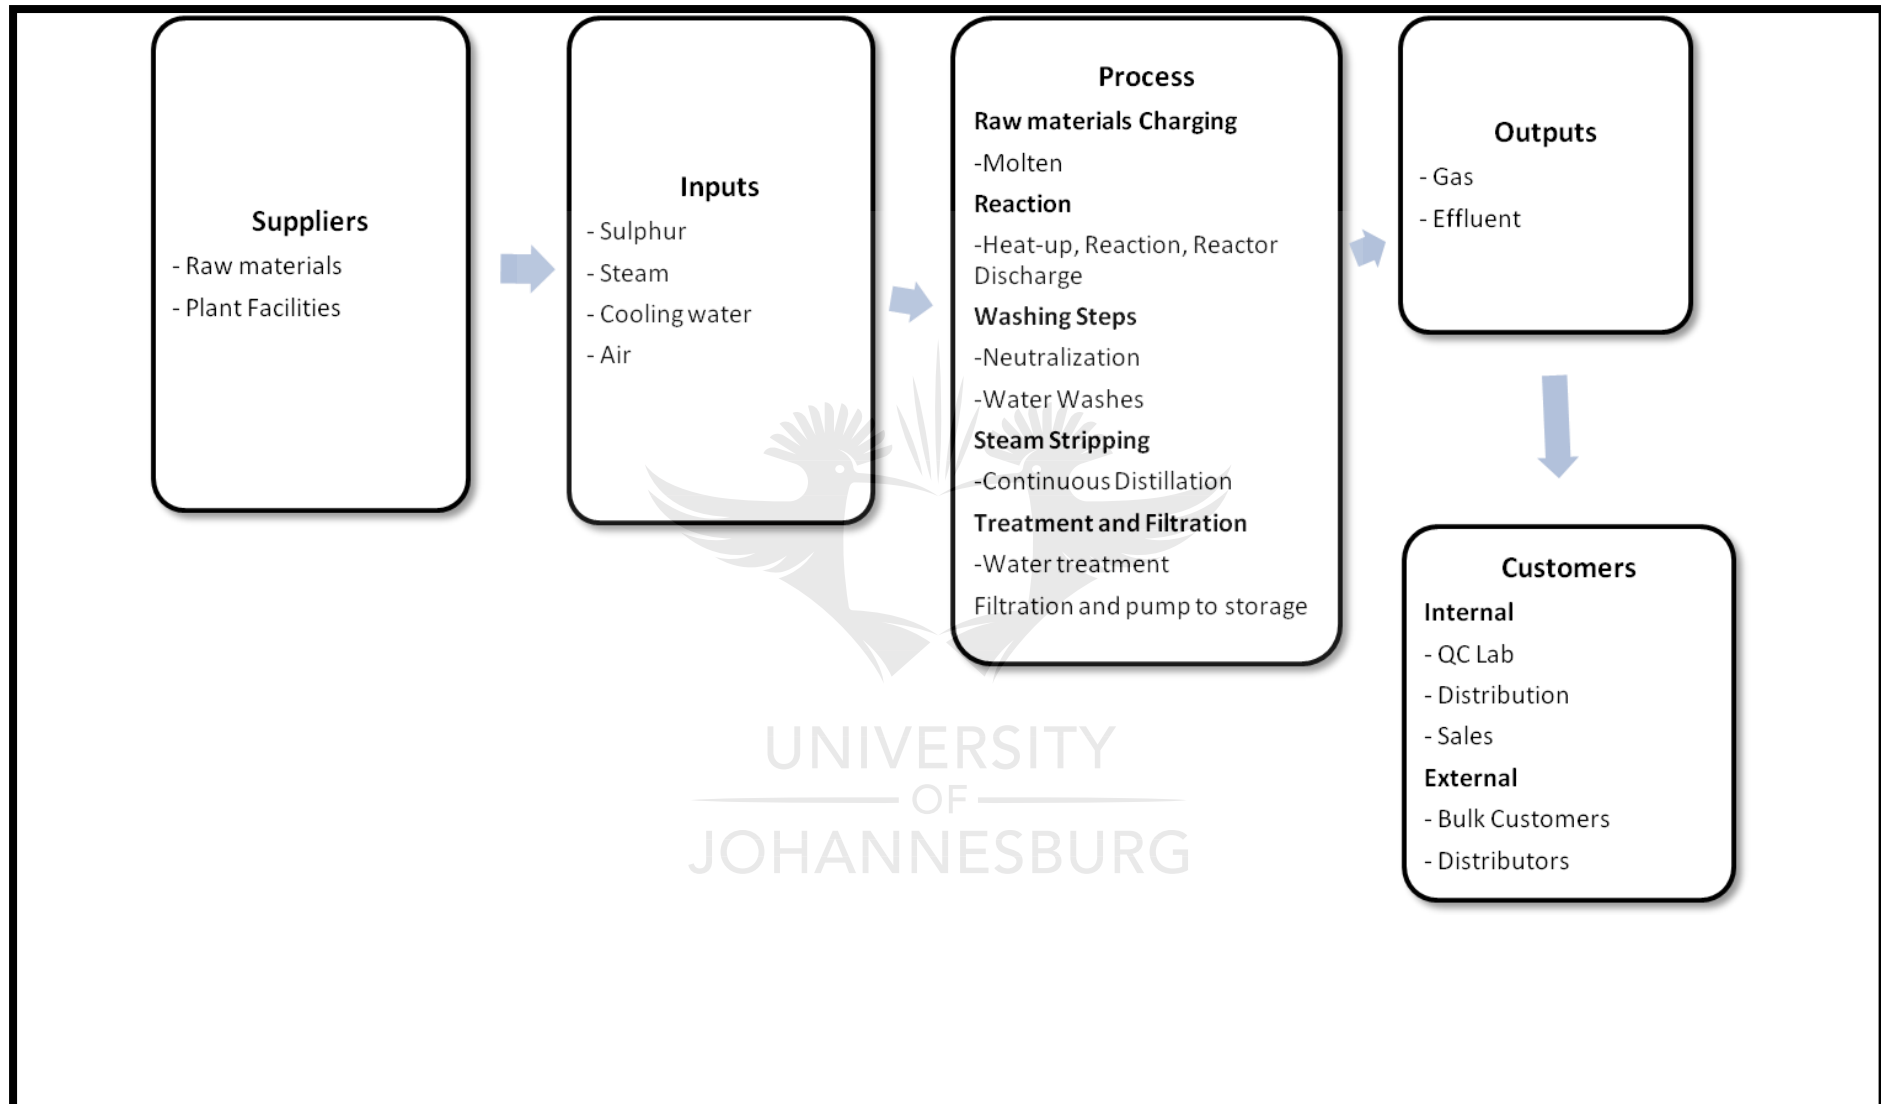 Suppliers
- Raw materials
- Plant Facilities
Inputs
- Sulphur
- Steam
- Cooling water
- Air
Process
Raw materials Charging
-Molten
Reaction
-Heat-up, Reaction, Reactor
Discharge
Washing Steps
-Neutralization
-Water Washes
Steam Stripping
-Continuous Distillation
Treatment and Filtration
-Water treatment
Filtration and pump to storage
Outputs
- Gas
- Effluent
Customers
Internal
- QC Lab
- Distribution
- Sales
External
- Bulk Customers
- Distributors
UNIVERSITY
OF
JOHANNESBURG